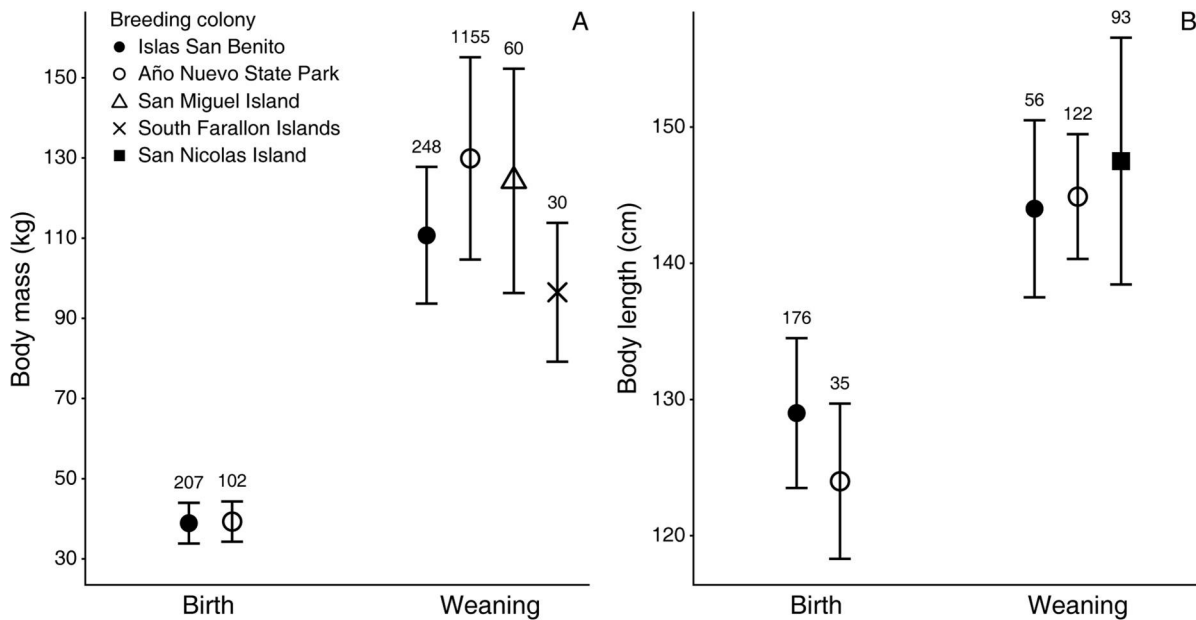 A
Breeding colony
Islas San Benito
Año Nuevo State Park
San Miguel Island
South Farallon Islands
San Nicolas Island
Body mass (kg)
150
130
110
90
70
50
30
207
102
248
1155
60
30
Birth
Weaning
B
Body length (cm)
150
140
130
120
176
35
56
122
93
Birth
Weaning